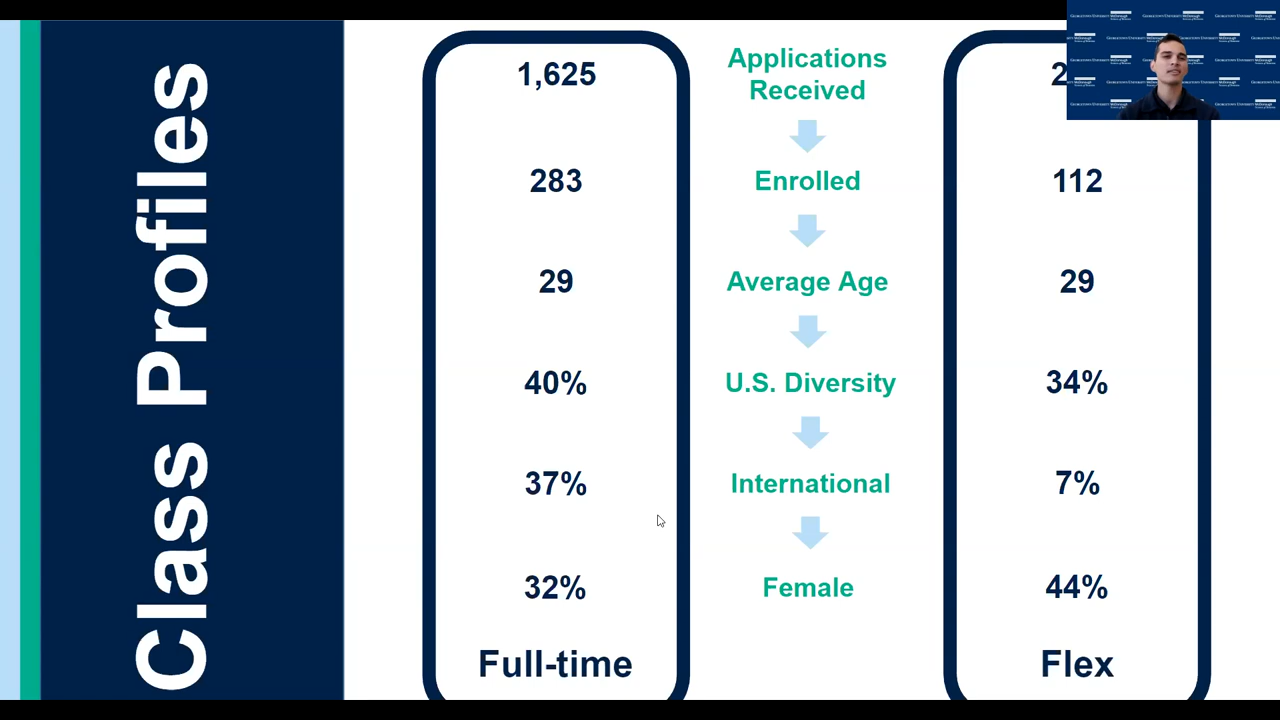 Class Profiles
1,625
Applications
Received
283
Enrolled
112
29
Average Age
29
40%
U.S. Diversity
34%
37%
International
7%
32%
Female
44%
Full-time
Flex